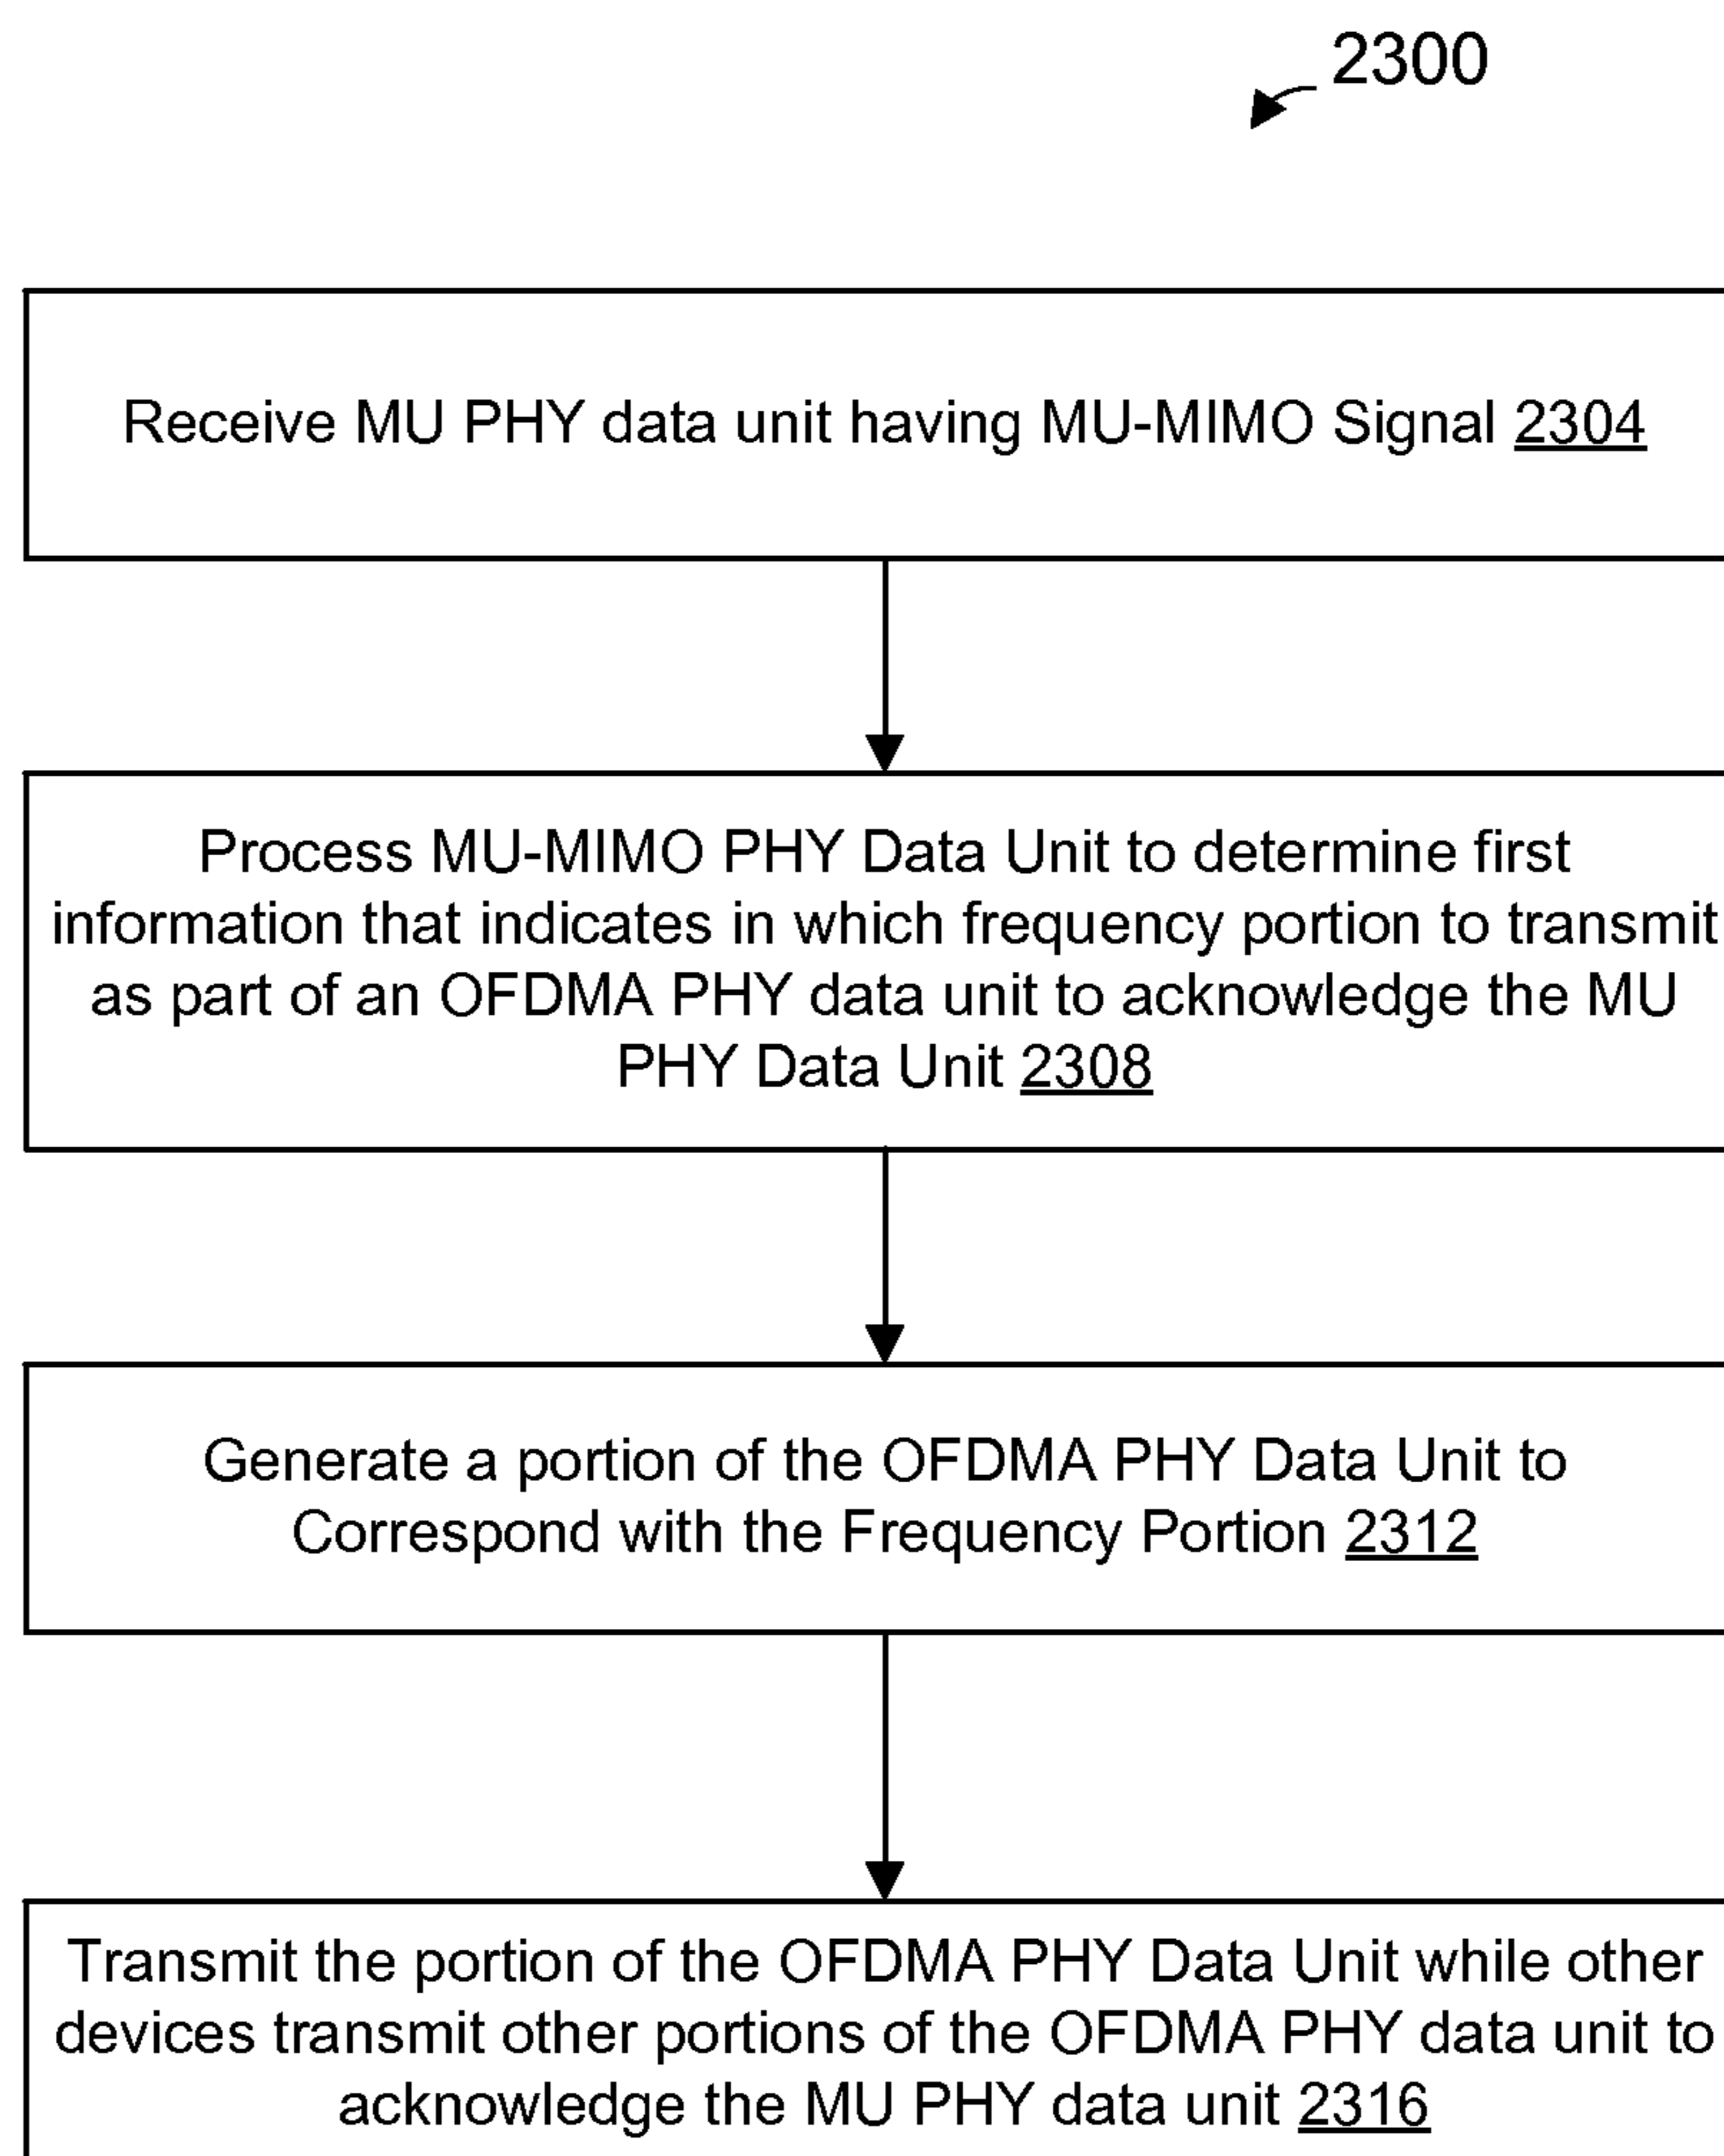 2300
Receive MU PHY data unit having MU-MIMO Signal 2304
Process MU-MIMO PHY Data Unit to determine first
information that indicates in which frequency portion to transmit
as part of an OFDMA PHY data unit to acknowledge the MU
PHY Data Unit 2308
Generate a portion of the OFDMA PHY Data Unit to
Correspond with the Frequency Portion 2312
Transmit the portion of the OFDMA PHY Data Unit while other
devices transmit other portions of the OFDMA PHY data unit to
acknowledge the MU PHY data unit 2316